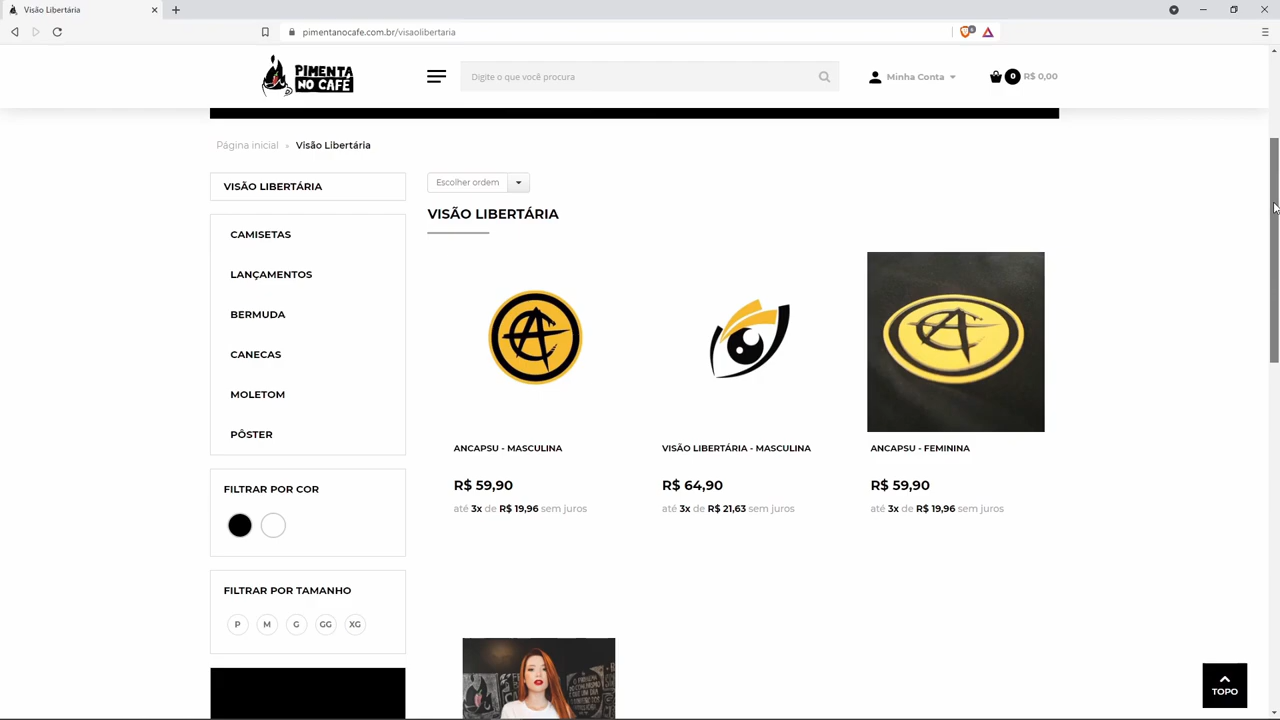 Visão Libertária
pimentanocafe.com.br/visaolibertaria
PIMENTA
NO CAFÉ
Digite o que você procura
Minha Conta
0
R$ 0,00
Página inicial » Visão Libertária
VISÃO LIBERTÁRIA
CAMISETAS
LANÇAMENTOS
BERMUDA
CANECAS
MOLETOM
PÔSTER
FILTRAR POR COR
FILTRAR POR TAMANHO
P M G GG XG
Escolher ordem
VISÃO LIBERTÁRIA
ANCAPSU - MASCULINA
R$ 59,90
até 3x de R$ 19,96 sem juros
VISÃO LIBERTÁRIA - MASCULINA
R$ 64,90
até 3x de R$ 21,63 sem juros
ANCAPSU - FEMININA
R$ 59,90
até 3x de R$ 19,96 sem juros
TOPO